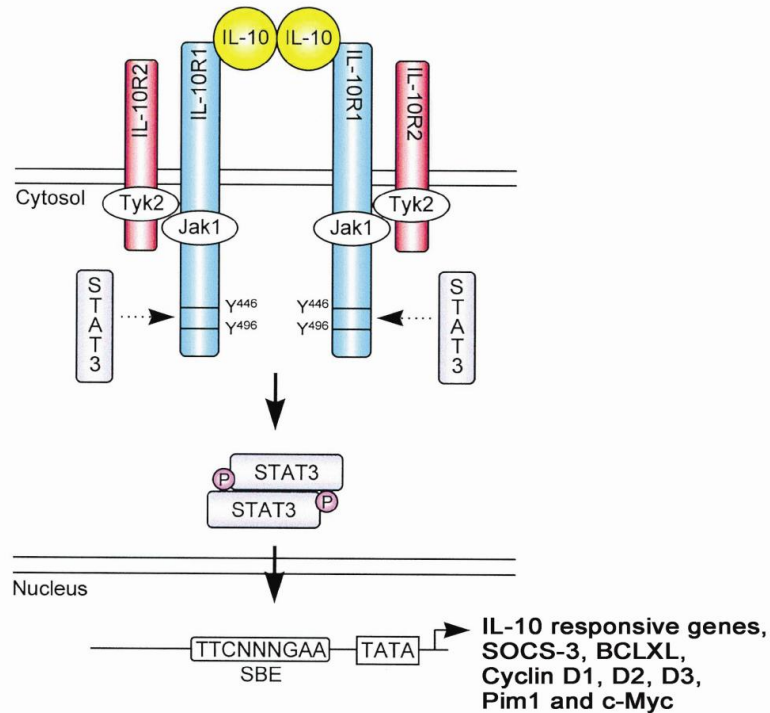 IL-10 IL-10
IL-10R2
IL-10R1
IL-10R1
IL-10R2
Cytosol
Tyk2
Jak1
Jak1
Tyk2
STAT3
Y446
Y496
Y446
Y496
STAT3
P
STAT3
STAT3
P
Nucleus
TTCNNNGAA
SBE
TATA
IL-10 responsive genes,
SOCS-3, BCLXL,
Cyclin D1, D2, D3,
Pim1 and c-Myc